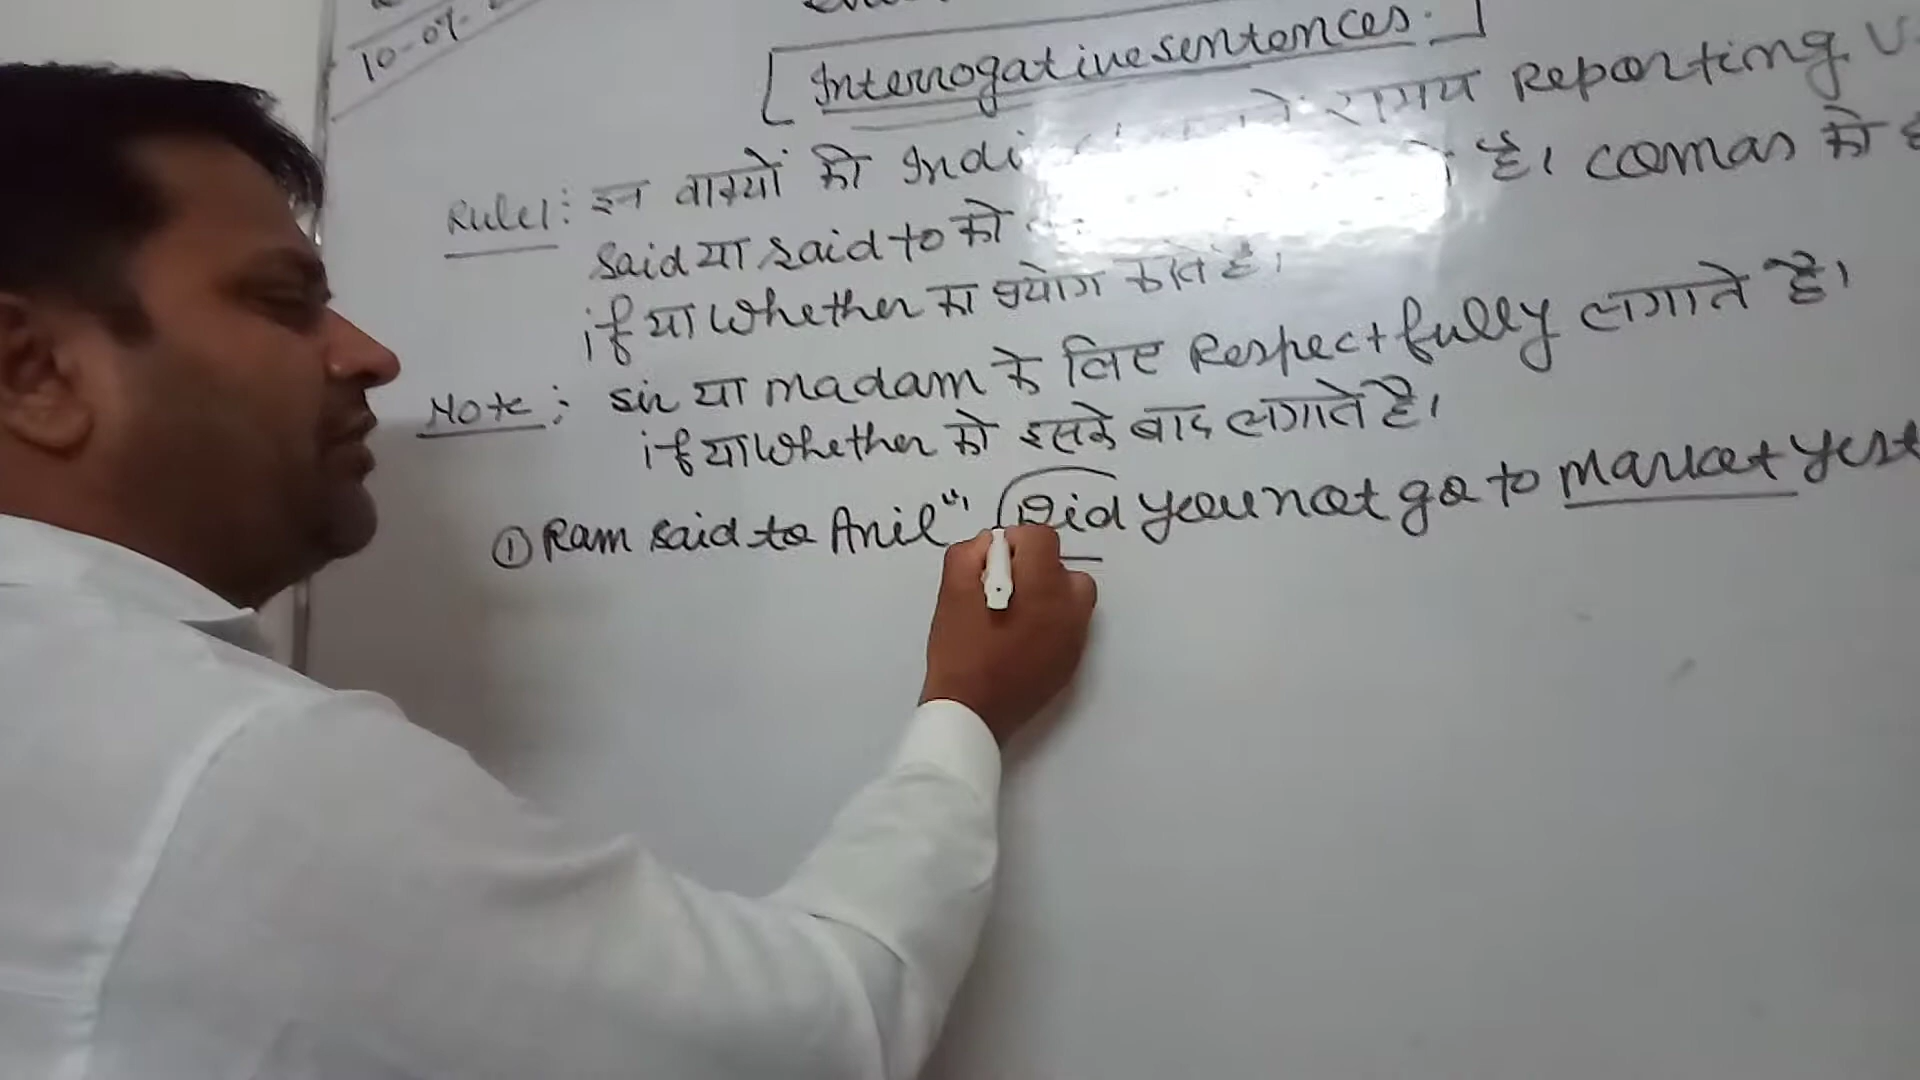 10-07-
[Interrogative sentences.]
Rule1: इन वाक्यों की Indi समय Reporting V.
said या said to को है। comas को
if या whether का प्रयोग करते है।
Note: sir या madam के लिए Respectfully लगाते है।
if या whether को इसके बाद लगाते है।
① Ram said to Anil", Did you not go to market yest